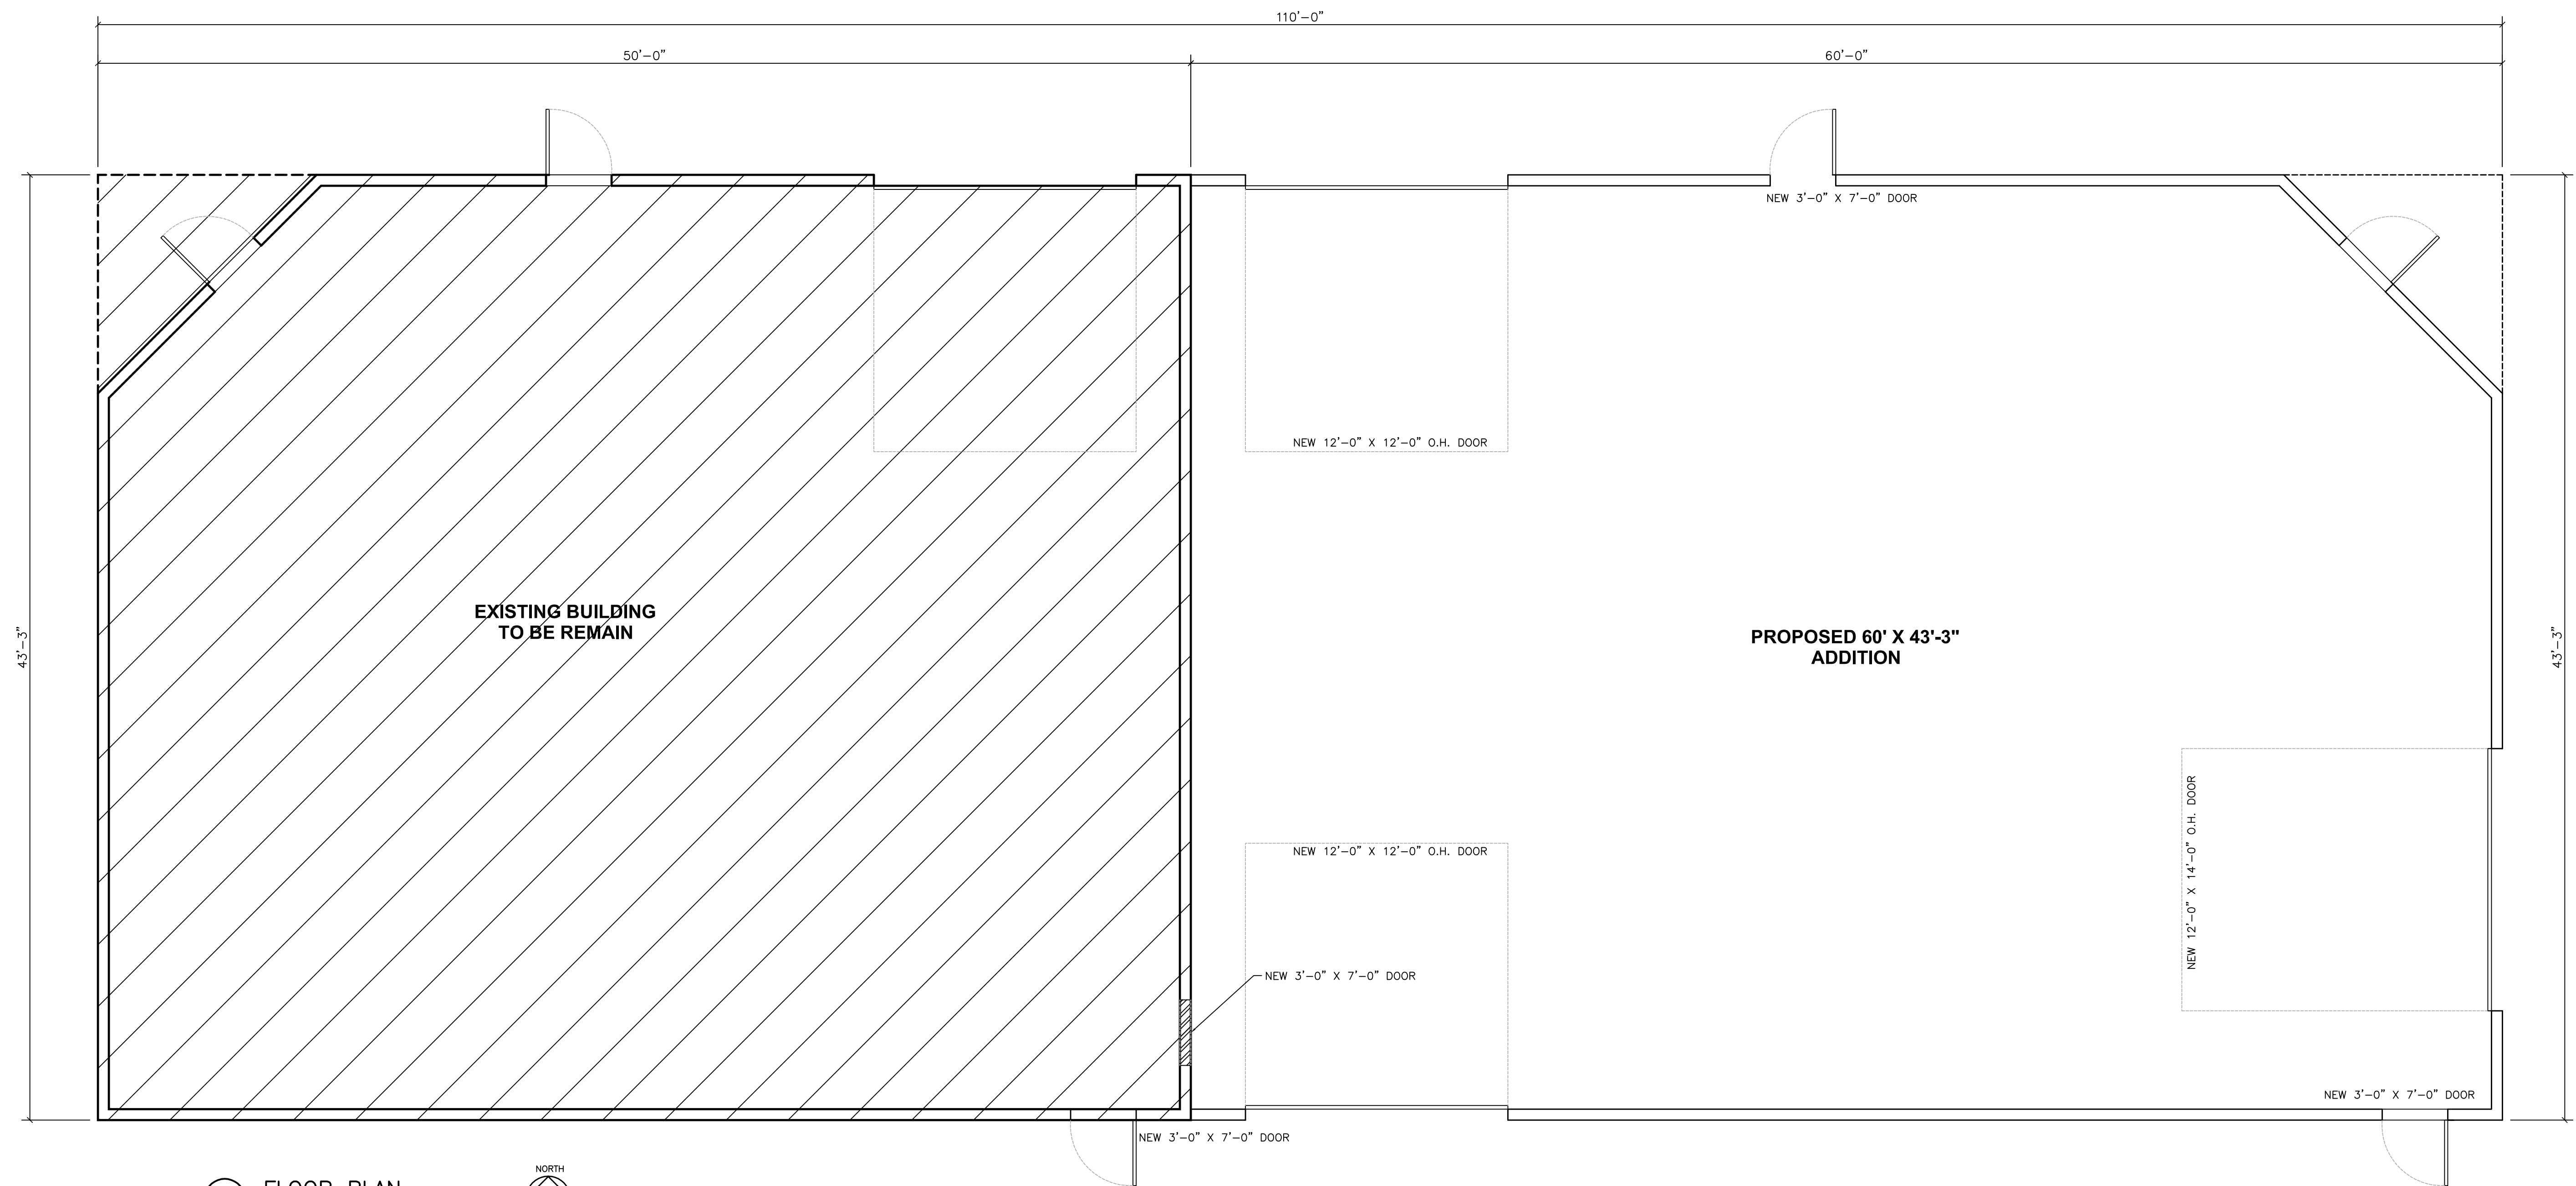 110'-0"
50'-0"
60'-0"
NEW 3'-0" X 7'-0" DOOR
NEW 12'-0" X 12'-0" O.H. DOOR
EXISTING BUILDING
TO BE REMAIN
PROPOSED 60' X 43'-3"
ADDITION
43'-3"
43'-3"
NEW 12'-0" X 12'-0" O.H. DOOR
NEW 12'-0" X 14'-0" O.H. DOOR
NEW 3'-0" X 7'-0" DOOR
NEW 3'-0" X 7'-0" DOOR
NEW 3'-0" X 7'-0" DOOR
NORTH
FLOOR PLAN